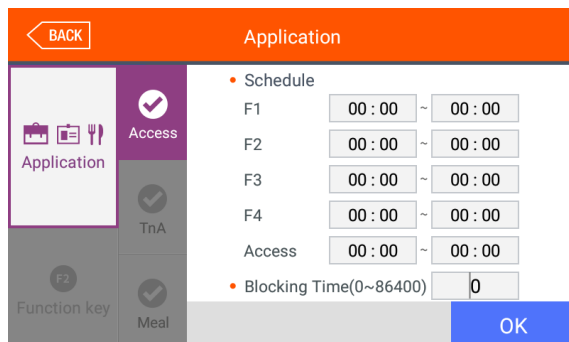 BACK
Application
Application
Access
TnA
Meal
F2
Function key
• Schedule
F1 00 : 00 ~ 00 : 00
F2 00 : 00 ~ 00 : 00
F3 00 : 00 ~ 00 : 00
F4 00 : 00 ~ 00 : 00
Access 00 : 00 ~ 00 : 00
• Blocking Time(0~86400) 0
OK